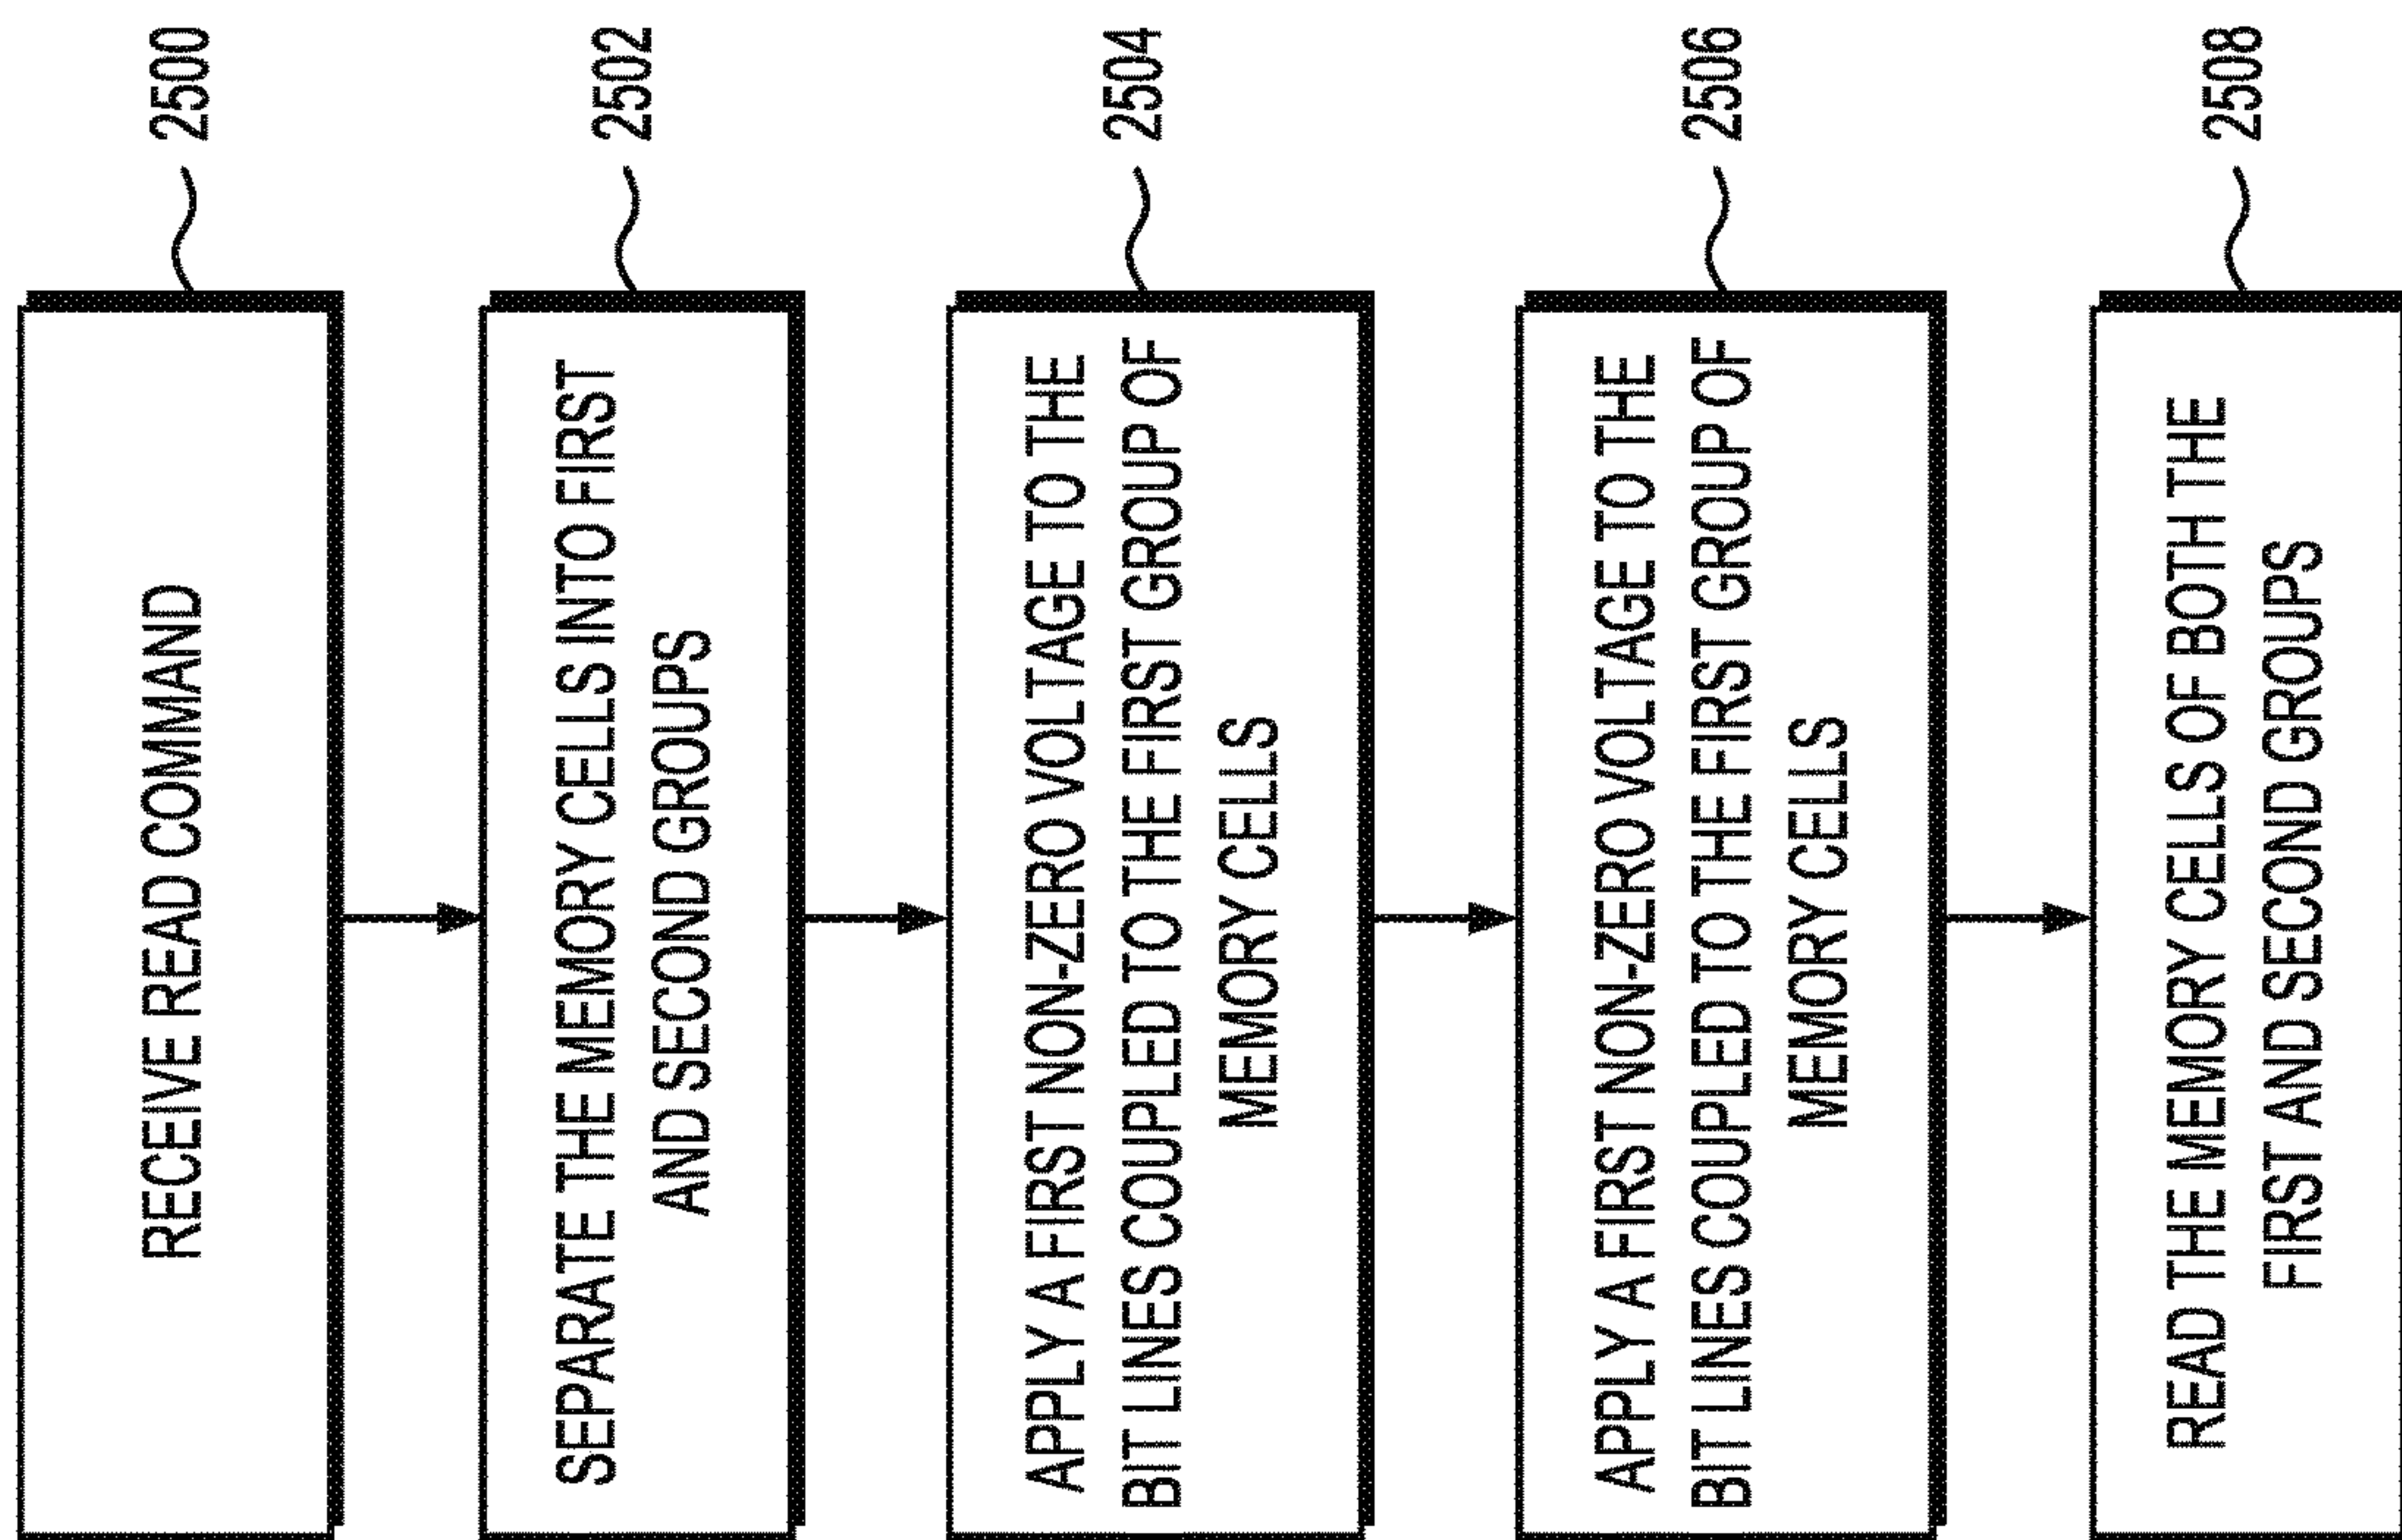 RECEIVE READ COMMAND
2500
SEPARATE THE MEMORY CELLS INTO FIRST
AND SECOND GROUPS
2502
APPLY A FIRST NON-ZERO VOLTAGE TO THE
BIT LINES COUPLED TO THE FIRST GROUP OF
MEMORY CELLS
2504
APPLY A FIRST NON-ZERO VOLTAGE TO THE
BIT LINES COUPLED TO THE FIRST GROUP OF
MEMORY CELLS
2506
READ THE MEMORY CELLS OF BOTH THE
FIRST AND SECOND GROUPS
2508